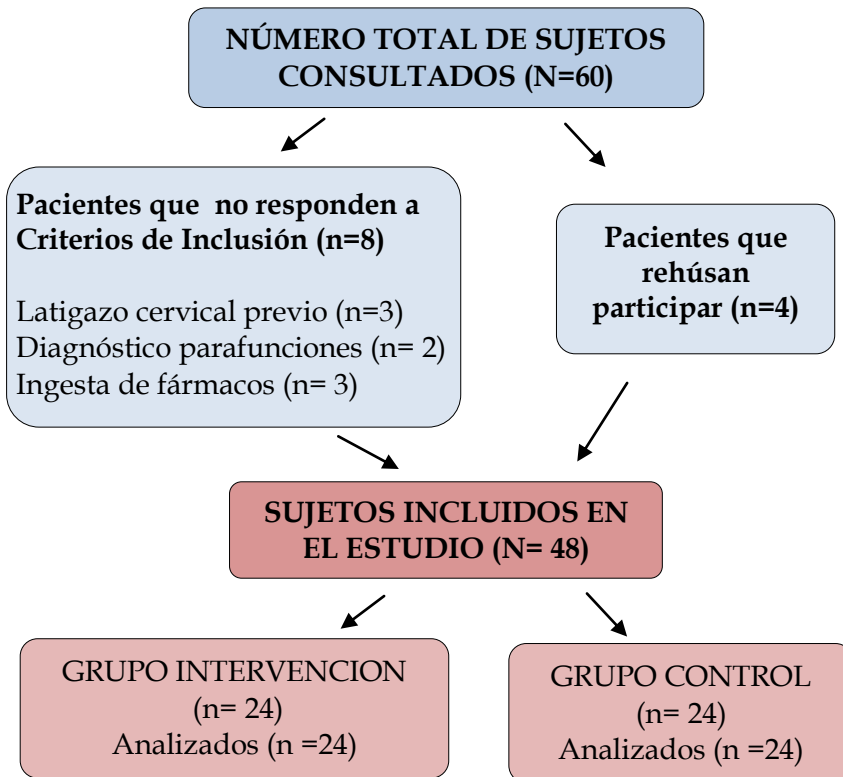 NÚMERO TOTAL DE SUJETOS
CONSULTADOS (N=60)
Pacientes que no responden a
Criterios de Inclusión (n=8)
Latigazo cervical previo (n=3)
Diagnóstico parafunciones (n= 2)
Ingesta de fármacos (n= 3)
Pacientes que
rehúsan
participar (n=4)
SUJETOS INCLUIDOS EN
EL ESTUDIO (N= 48)
GRUPO INTERVENCION
(n= 24)
Analizados (n =24)
GRUPO CONTROL
(n= 24)
Analizados (n =24)